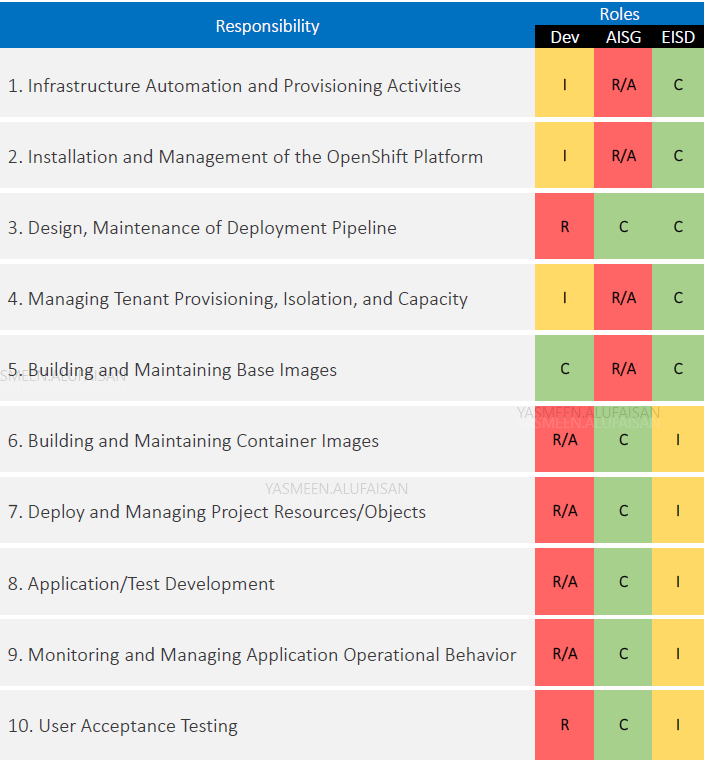 Responsibility Roles
Dev AISG EISD
1. Infrastructure Automation and Provisioning Activities I R/A C
2. Installation and Management of the OpenShift Platform I R/A C
3. Design, Maintenance of Deployment Pipeline R C C
4. Managing Tenant Provisioning, Isolation, and Capacity I R/A C
5. Building and Maintaining Base Images C R/A C
SMEEN.ALUFAISAN
YASMEEN.ALUFAISAN
YASMEEN.ALUFAISAN
6. Building and Maintaining Container Images R/A C I
YASMEEN.ALUFAISAN
7. Deploy and Managing Project Resources/Objects R/A C I
8. Application/Test Development R/A C I
9. Monitoring and Managing Application Operational Behavior R/A C I
10. User Acceptance Testing R C I